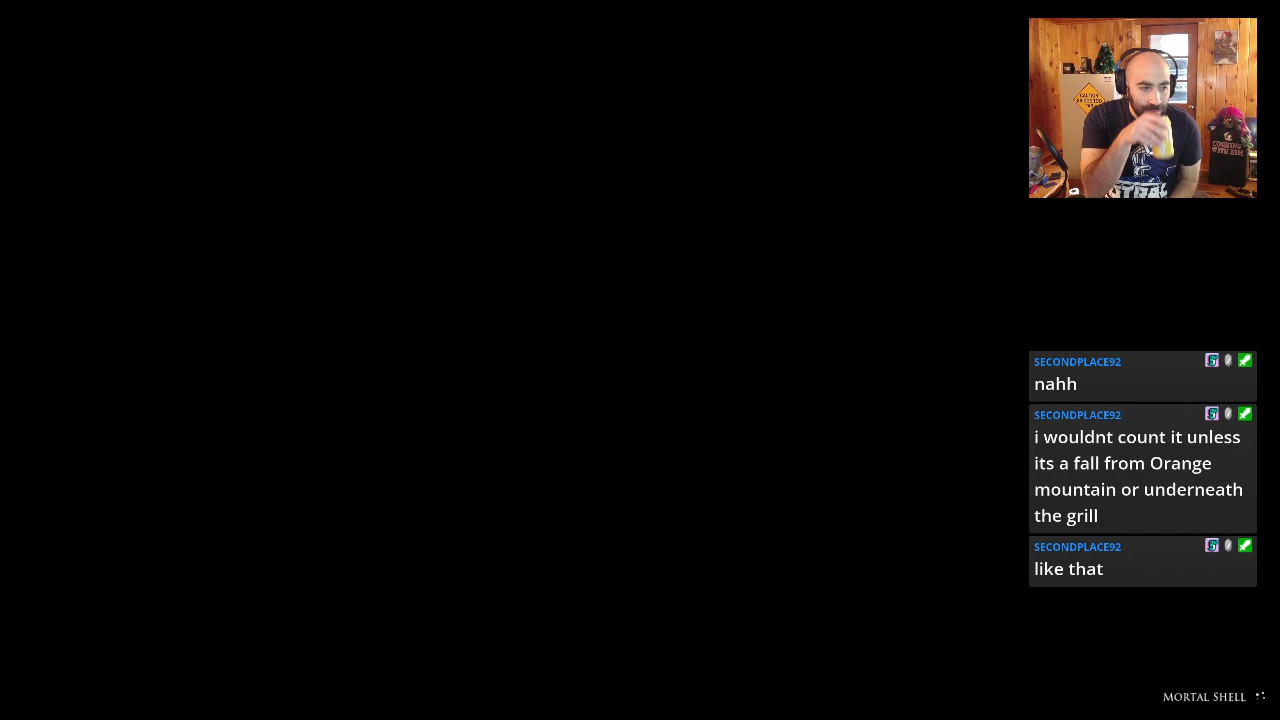 CAUTION
SECONDPLACE92
nahh
SECONDPLACE92
i wouldnt count it unless
its a fall from Orange
mountain or underneath
the grill
SECONDPLACE92
like that
MORTAL SHELL